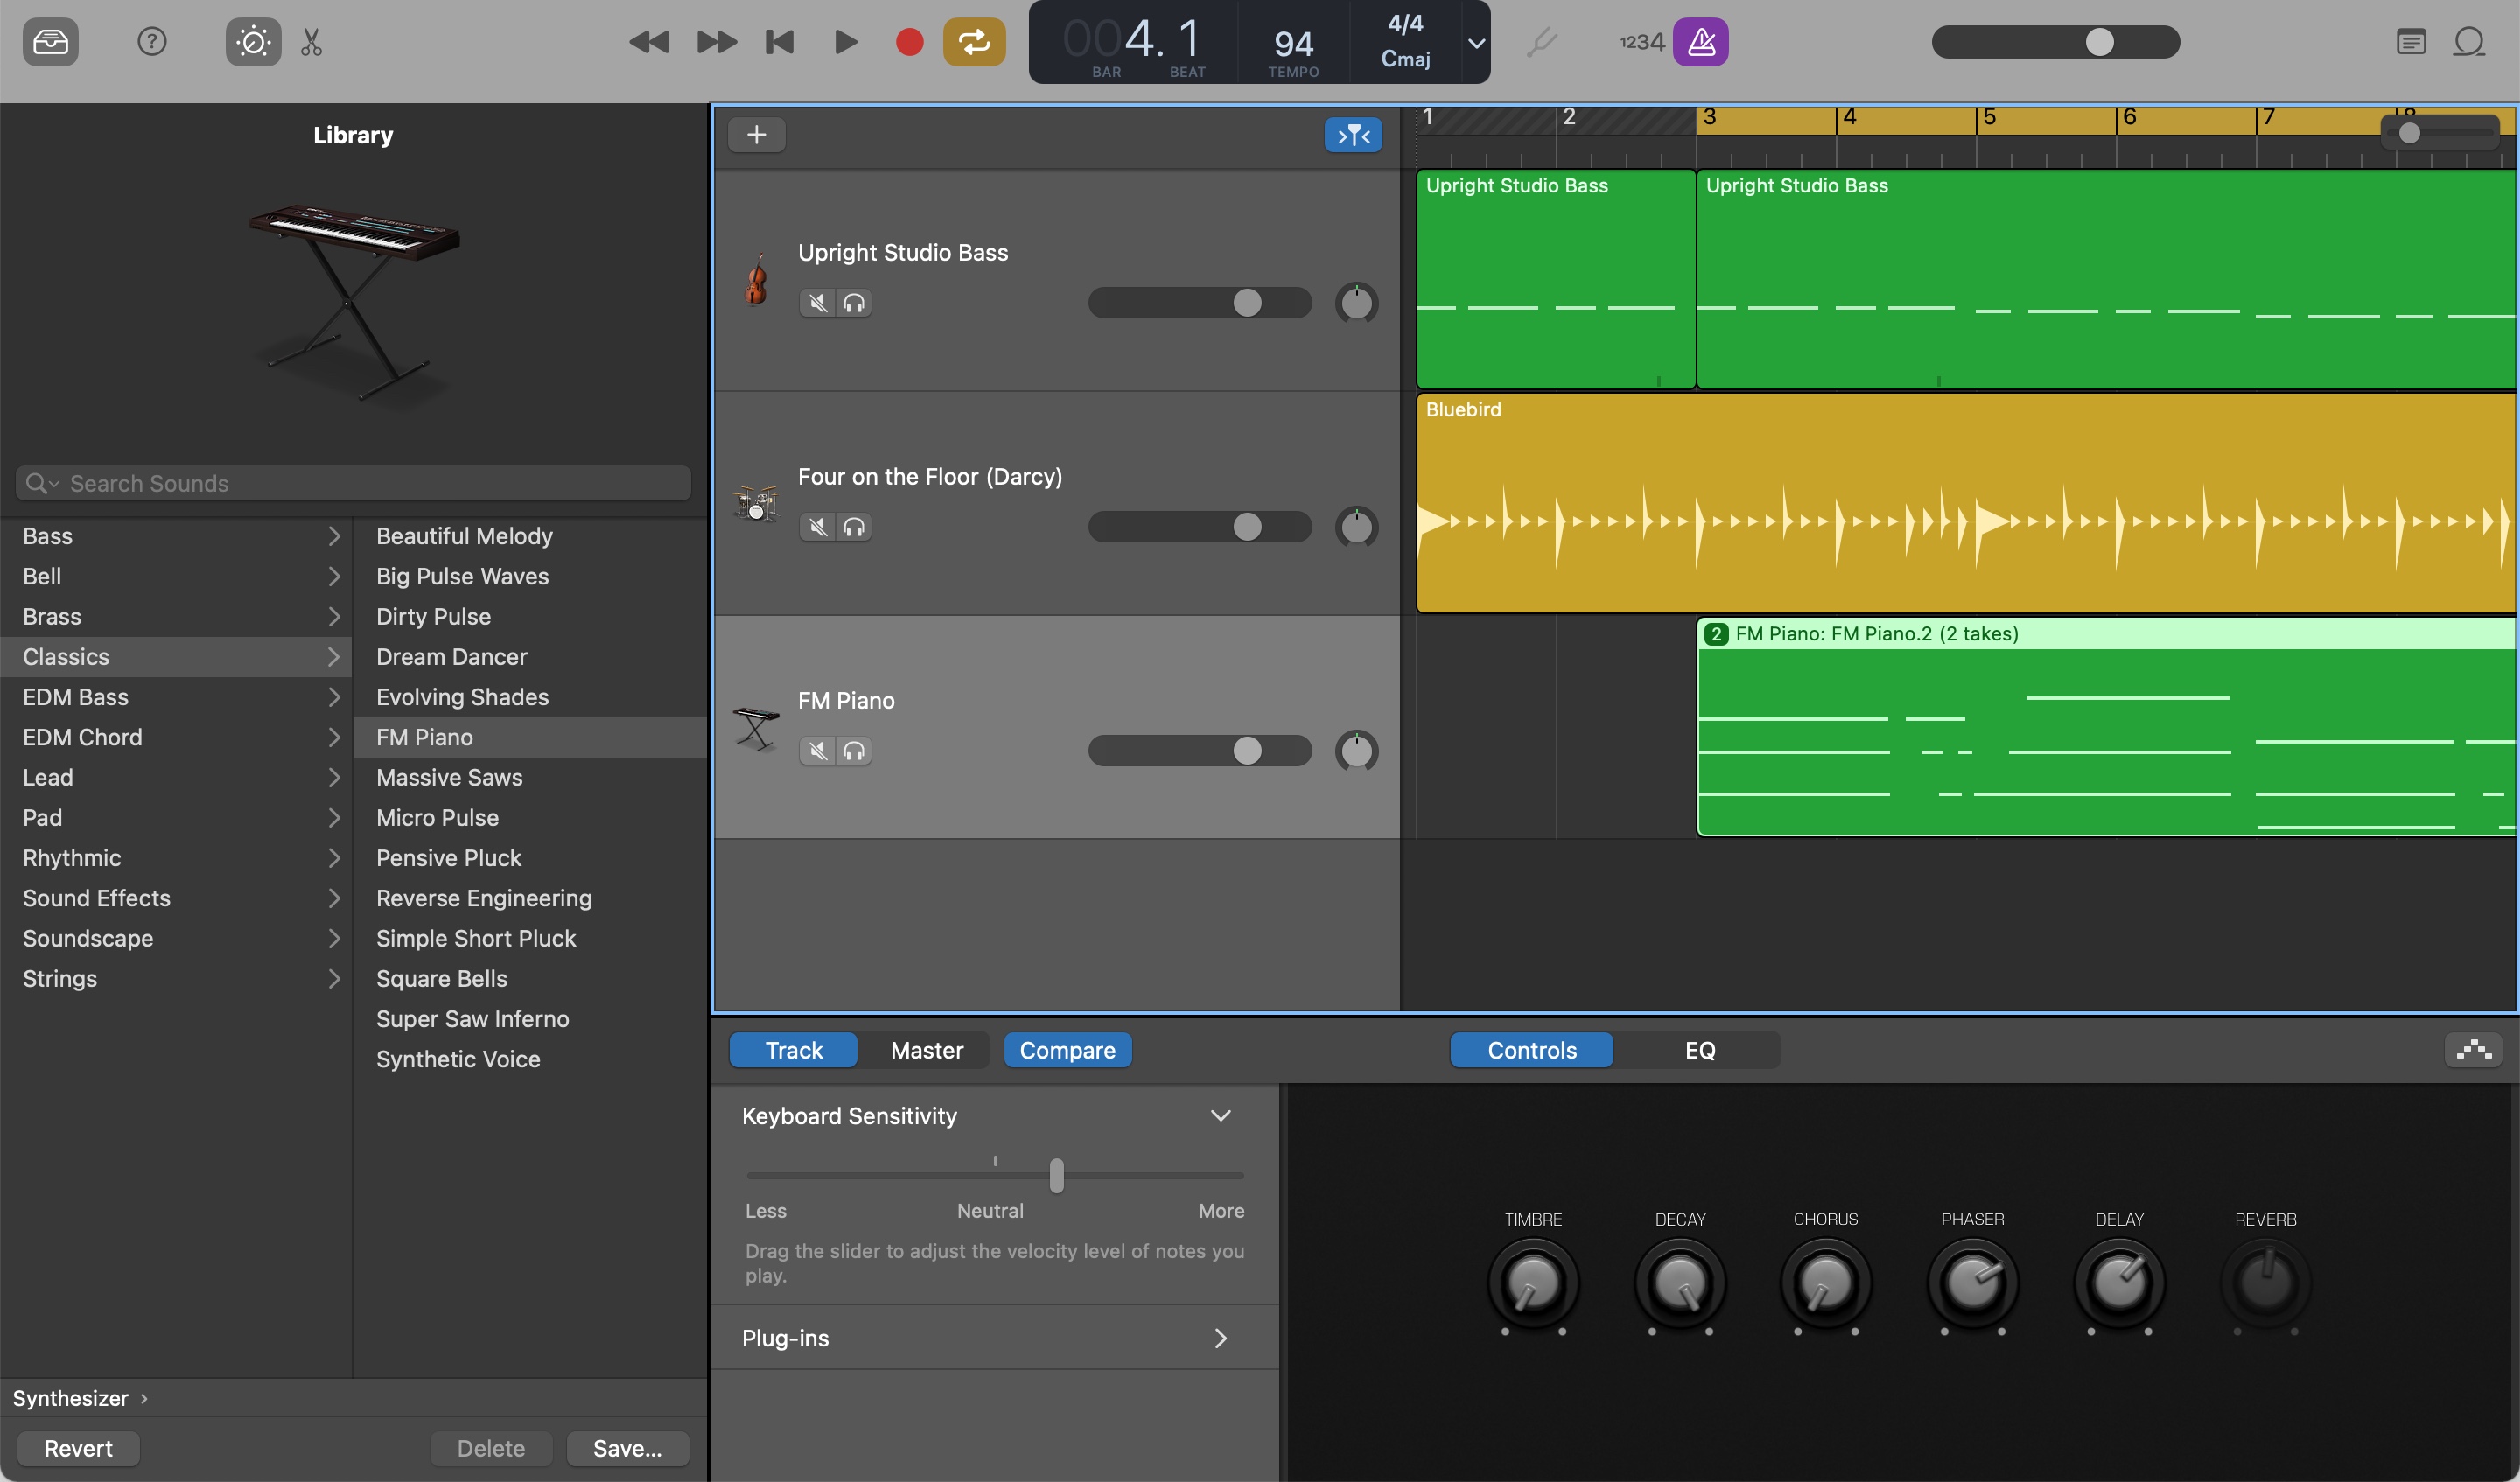 004. 1
BAR
BEAT
94
TEMPO
4/4
Cmaj
1234
Library
Search Sounds
Bass
Bell
Brass
Classics
EDM Bass
EDM Chord
Lead
Pad
Rhythmic
Sound Effects
Soundscape
Strings
Beautiful Melody
Big Pulse Waves
Dirty Pulse
Dream Dancer
Evolving Shades
FM Piano
Massive Saws
Micro Pulse
Pensive Pluck
Reverse Engineering
Simple Short Pluck
Square Bells
Super Saw Inferno
Synthetic Voice
Synthesizer
Revert
Delete
Save...
1 2 3 4 5 6 7 8
Upright Studio Bass
Upright Studio Bass
Upright Studio Bass
Four on the Floor (Darcy)
Bluebird
FM Piano
2 FM Piano: FM Piano.2 (2 takes)
Track
Master
Compare
Controls
EQ
Keyboard Sensitivity
Less
Neutral
More
Drag the slider to adjust the velocity level of notes you
play.
Plug-ins
TIMBRE
DECAY
CHORUS
PHASER
DELAY
REVERB